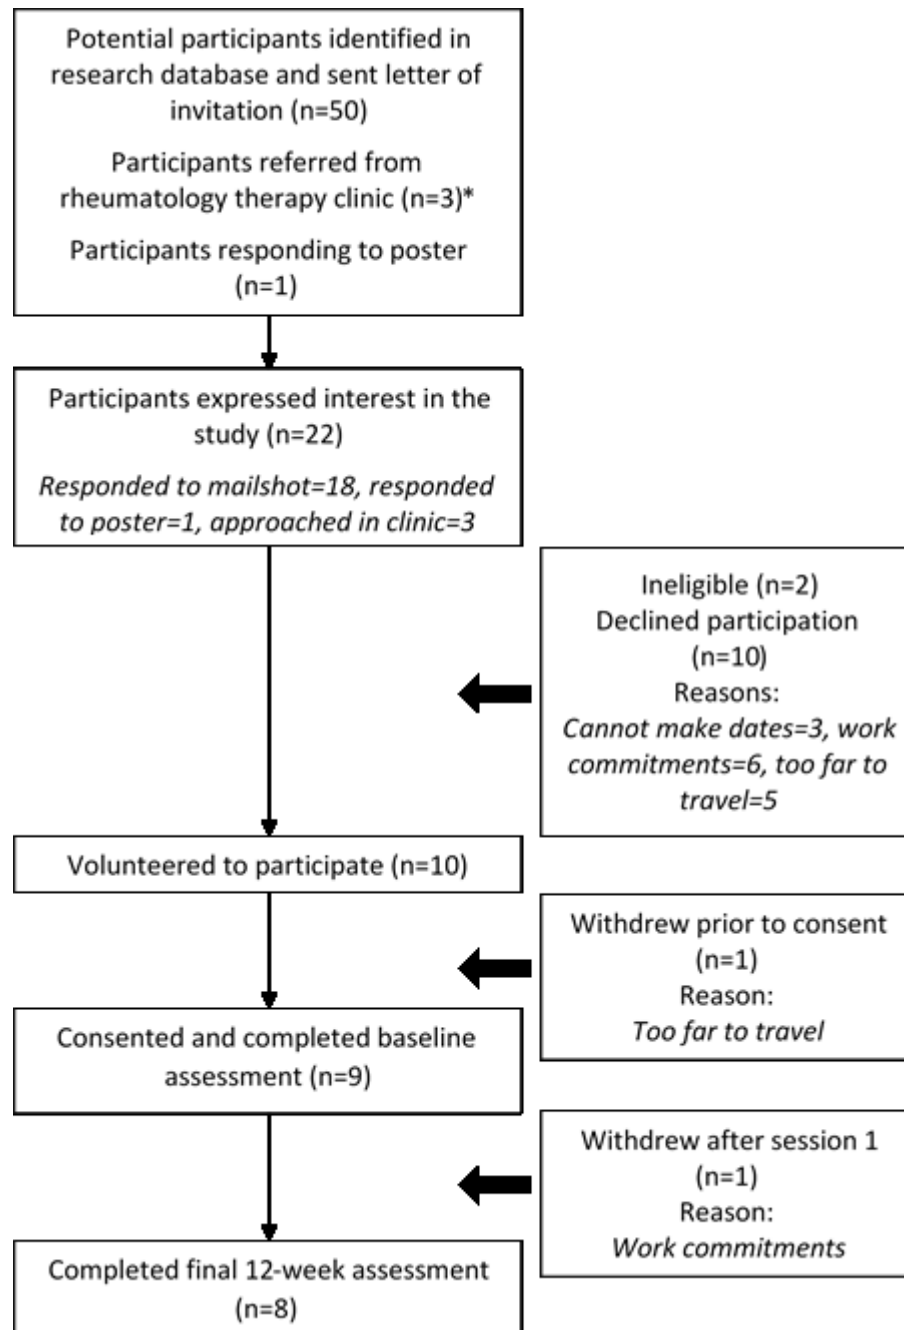 Potential participants identified in
research database and sent letter of
invitation (n=50)
Participants referred from
rheumatology therapy clinic (n=3)*
Participants responding to poster
(n=1)
Participants expressed interest in the
study (n=22)
Responded to mailshot=18, responded
to poster=1, approached in clinic=3
Ineligible (n=2)
Declined participation
(n=10)
Reasons:
Cannot make dates=3, work
commitments=6, too far to
travel=5
Volunteered to participate (n=10)
Withdrew prior to consent
(n=1)
Reason:
Too far to travel
Consented and completed baseline
assessment (n=9)
Withdrew after session 1
(n=1)
Reason:
Work commitments
Completed final 12-week assessment
(n=8)